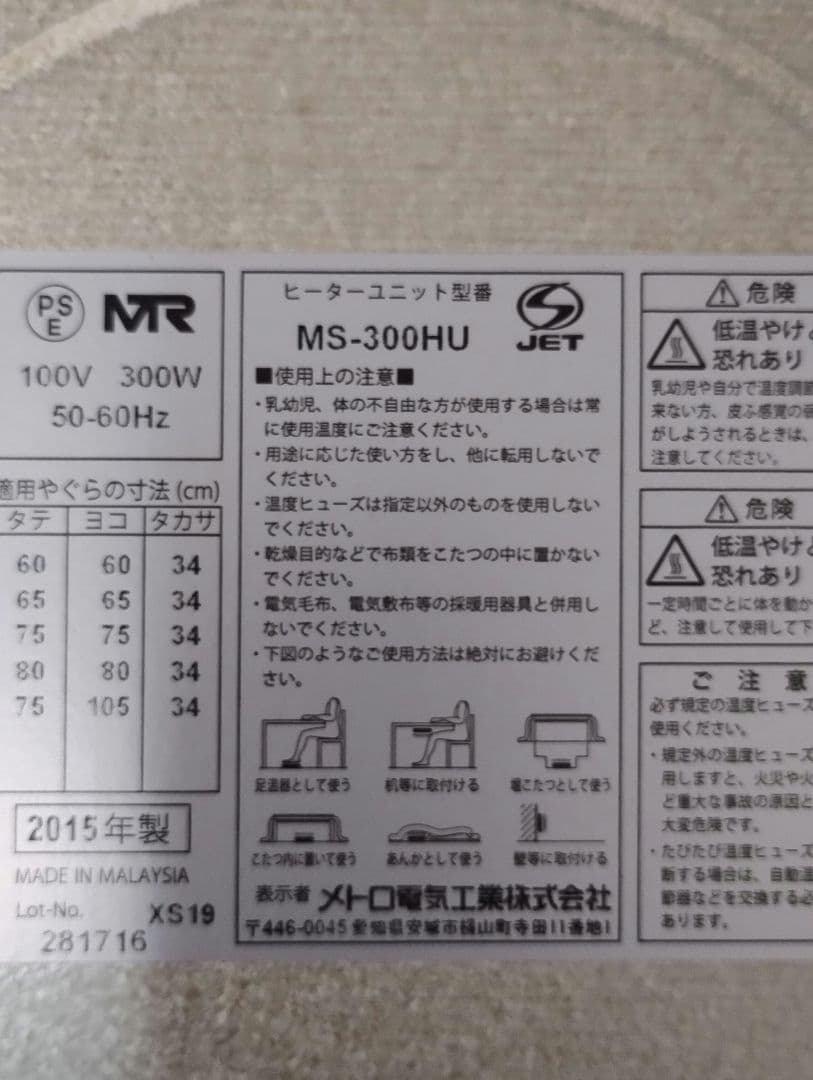 PSE MTR
100V 300W
50-60Hz
適用やぐらの寸法(cm)
タテ ヨコ タカサ
60 60 34
65 65 34
75 75 34
80 80 34
75 105 34
2015年製
MADE IN MALAYSIA
Lot-No. XS19
281716
ヒーターユニット型番
MS-300HU
JET
■使用上の注意■
・乳幼児、体の不自由な方が使用する場合は常
に使用温度にご注意ください。
・用途に応じた使い方をし、他に転用しないで
ください。
・温度ヒューズは指定以外のものを使用しない
でください。
・乾燥目的などで布類をこたつの中に置かない
でください。
・電気毛布、電気敷布等の採暖用器具と併用し
ないでください。
・下図のようなご使用方法は絶対にお避けくだ
さい。
足温器として使う 机等に取付ける 堀こたつとして使う
こたつ内に置いて使う あんかとして使う 壁等に取付ける
表示者 メトロ電気工業株式会社
〒446-0045 愛知県安城市横山町寺田11番地1
危険
低温やけど
恐れあり
乳幼児や自分で温度調節
来ない方、皮ふ感覚の弱
がしようされるときは、
注意してください。
危険
低温やけど
恐れあり
一定時間ごとに体を動か
ど、注意して使用して下
ご注意
必ず規定の温度ヒューズ
使用ください。
・規定外の温度ヒューズ
用しますと、火災や火
ど重大な事故の原因と
大変危険です。
・たびたび温度ヒューズ
断する場合は、自動温
節器などを交換する必
あります。